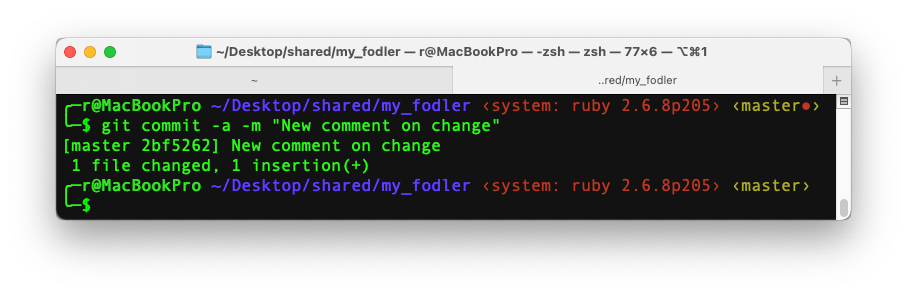 ~/Desktop/shared/my_fodler — r@MacBookPro — -zsh — zsh — 77×6 — ⌥⌘1
~ ..red/my_fodler +
╭─r@MacBookPro ~/Desktop/shared/my_fodler ‹system: ruby 2.6.8p205› ‹master●›
╰─$ git commit -a -m "New comment on change"
[master 2bf5262] New comment on change
 1 file changed, 1 insertion(+)
╭─r@MacBookPro ~/Desktop/shared/my_fodler ‹system: ruby 2.6.8p205› ‹master›
╰─$